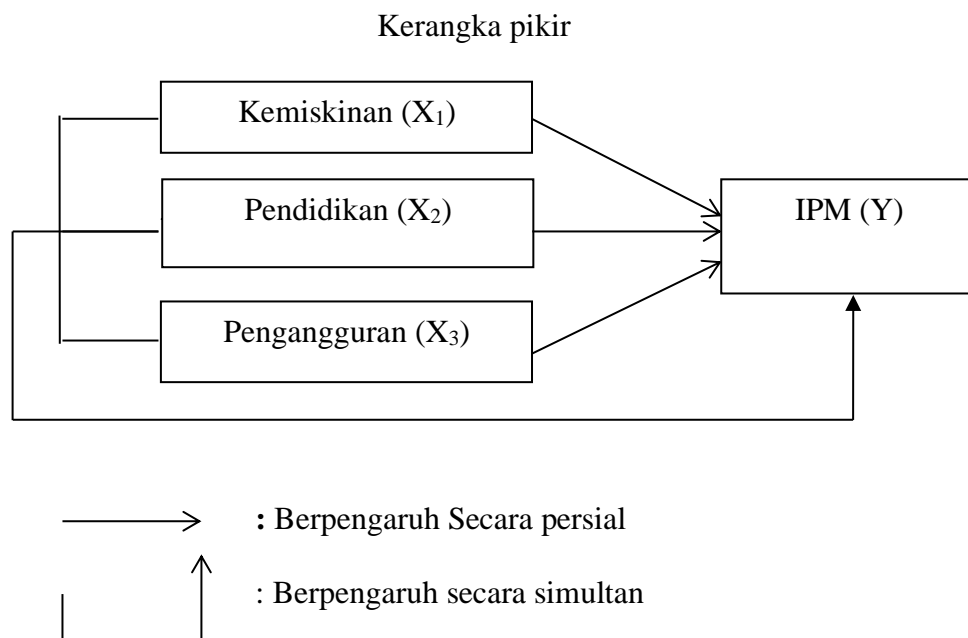 Kerangka pikir
Kemiskinan (X₁)
Pendidikan (X₂)
IPM (Y)
Pengangguran (X₃)
: Berpengaruh Secara persial
: Berpengaruh secara simultan